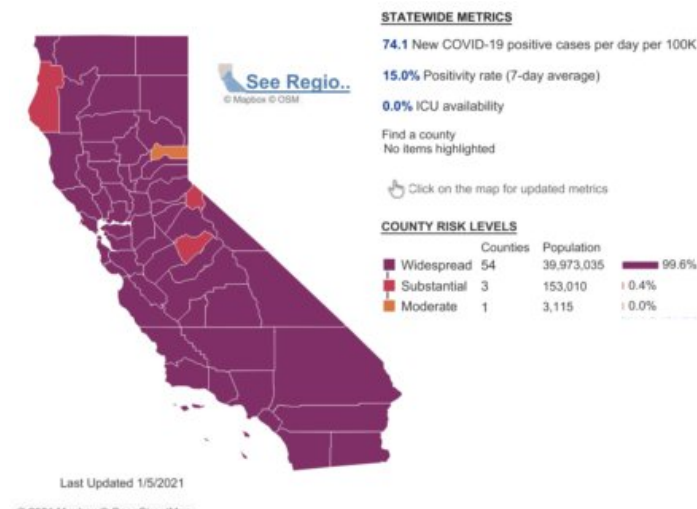 STATEWIDE METRICS
74.1 New COVID-19 positive cases per day per 100K
15.0% Positivity rate (7-day average)
0.0% ICU availability
Find a county
No items highlighted
Click on the map for updated metrics
See Regio..
© Mapbox © OSM
COUNTY RISK LEVELS
Counties Population
Widespread 54 39,973,035 99.6%
Substantial 3 153,010 0.4%
Moderate 1 3,115 0.0%
Last Updated 1/5/2021